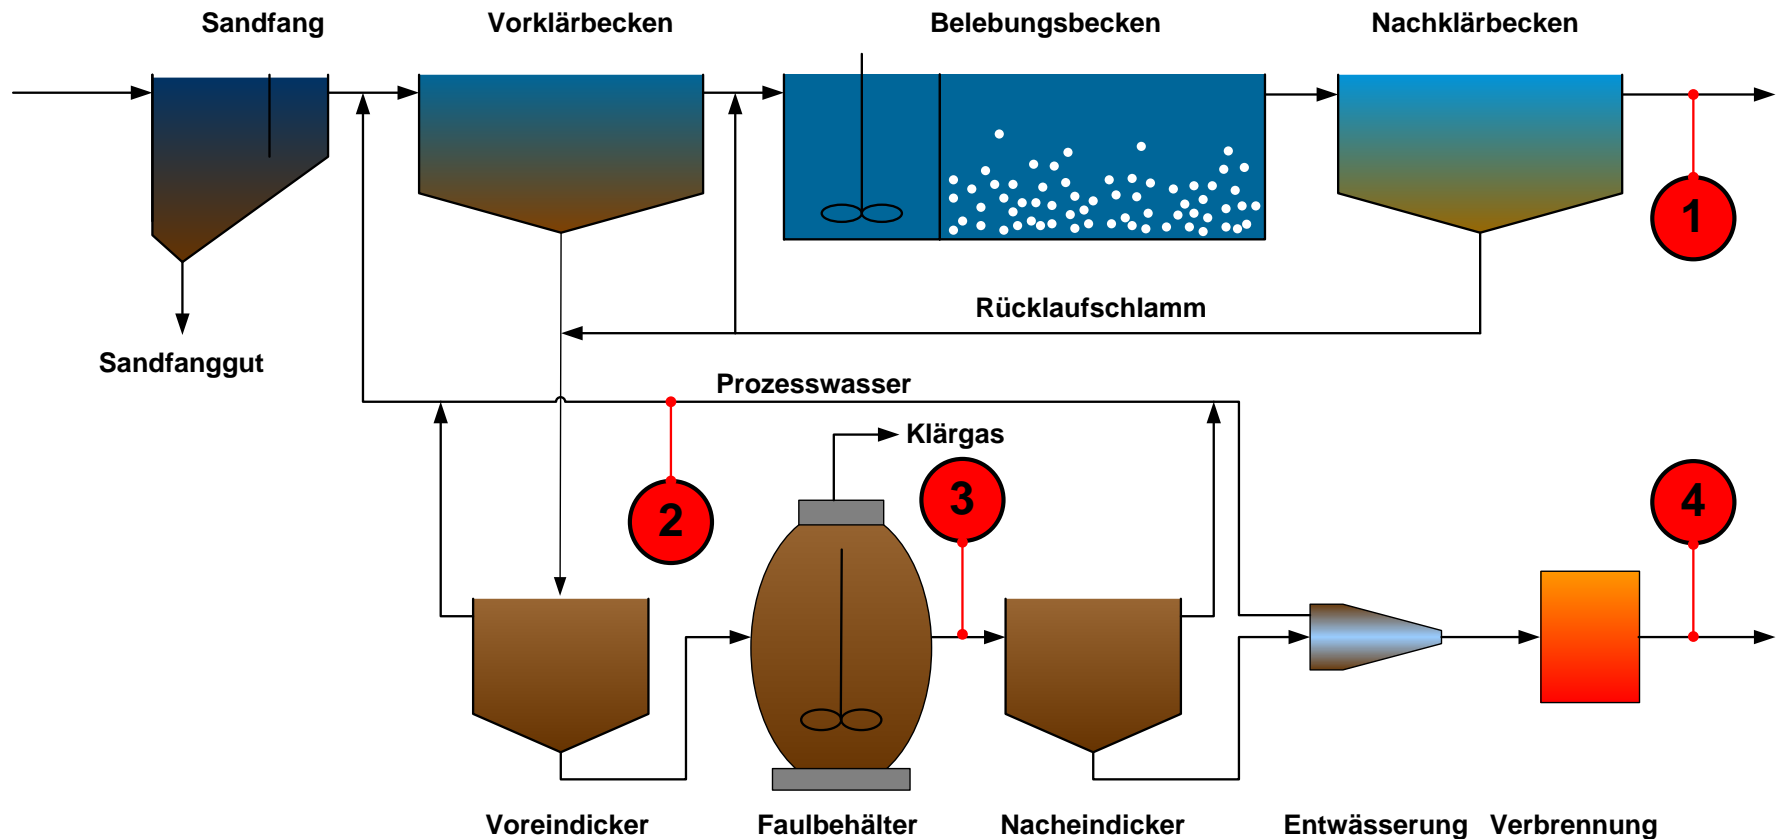 Sandfang
Vorklärbecken
Belebungsbecken
Nachklärbecken
1
Rücklaufschlamm
Sandfanggut
Prozesswasser
Klärgas
2
3
4
Voreindicker
Faulbehälter
Nacheindicker
Entwässerung
Verbrennung